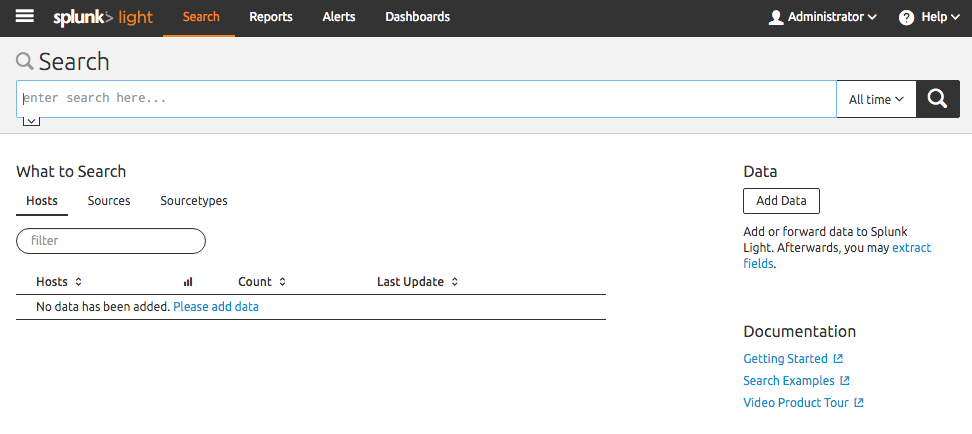 splunk> light Search Reports Alerts Dashboards Administrator ? Help
Search
enter search here...
All time
What to Search
Hosts Sources Sourcetypes
filter
Hosts Count Last Update
No data has been added. Please add data
Data
Add Data
Add or forward data to Splunk
Light. Afterwards, you may extract
fields.
Documentation
Getting Started
Search Examples
Video Product Tour